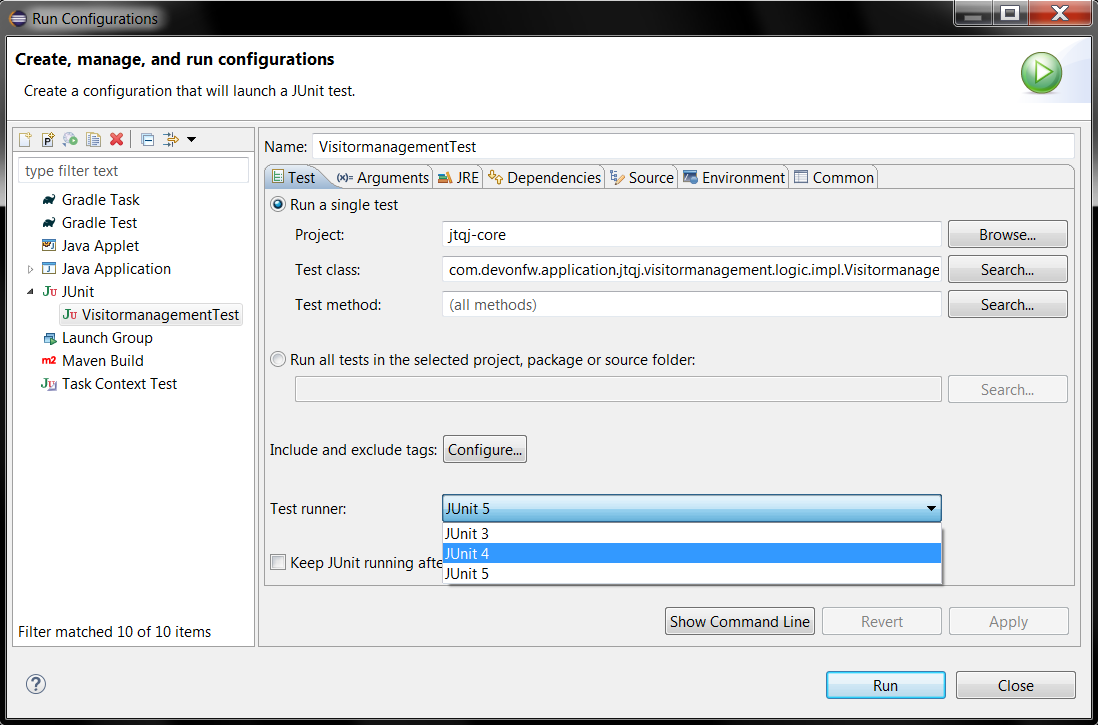 Run Configurations
Create, manage, and run configurations
Create a configuration that will launch a JUnit test.
type filter text
Gradle Task
Gradle Test
Java Applet
Java Application
JUnit
VisitormanagementTest
Launch Group
Maven Build
Task Context Test
Filter matched 10 of 10 items
Name: VisitormanagementTest
Test (x)= Arguments JRE Dependencies Source Environment Common
Run a single test
Project: jtqj-core Browse...
Test class: com.devonfw.application.jtqj.visitormanagement.logic.impl.Visitormanage Search...
Test method: (all methods) Search...
Run all tests in the selected project, package or source folder:
Search...
Include and exclude tags: Configure...
Test runner: JUnit 5
JUnit 3
JUnit 4
JUnit 5
Keep JUnit running afte
Show Command Line Revert Apply
Run Close